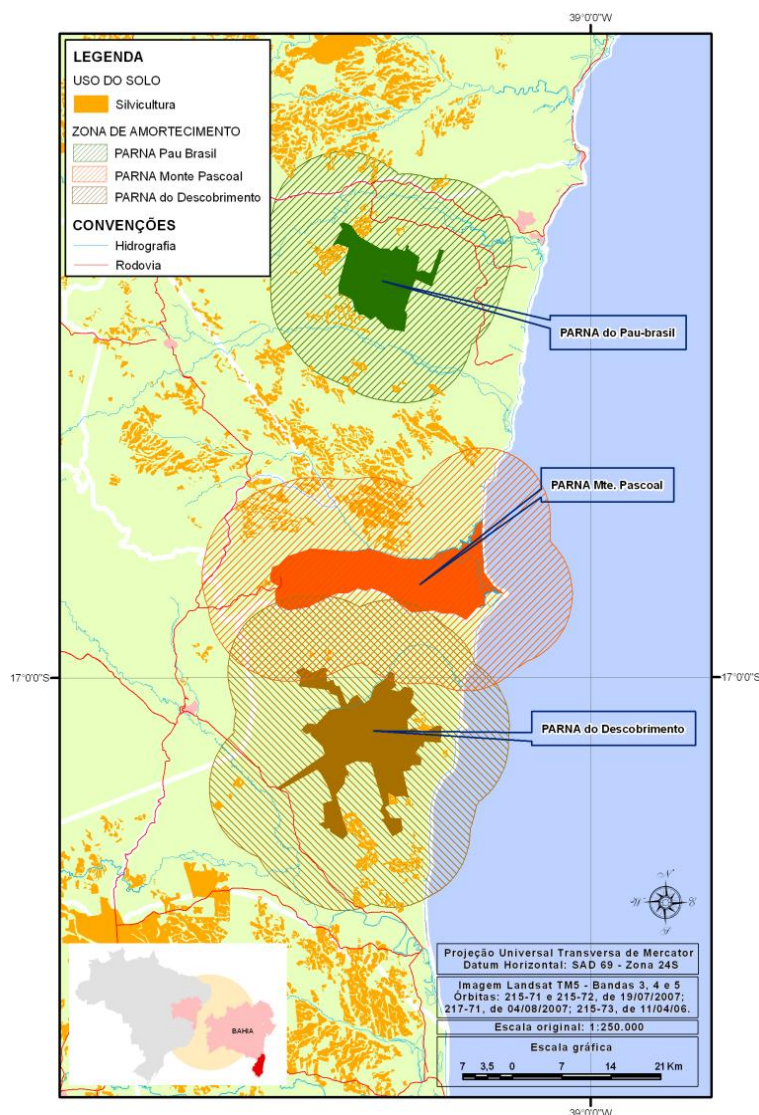 39°0'0"W
LEGENDA
USO DO SOLO
Silvicultura
ZONA DE AMORTECIMENTO
PARNA Pau Brasil
PARNA Monte Pascoal
PARNA do Descobrimento
CONVENÇÕES
Hidrografia
Rodovia
PARNA do Pau-brasil
PARNA Mte. Pascoal
17°0'0"S
17°0'0"S
PARNA do Descobrimento
N
W
E
S
BAHIA
Projeção Universal Transversa de Mercator
Datum Horizontal: SAD 69 - Zona 24S
Imagem Landsat TM5 - Bandas 3, 4 e 5
Órbitas: 215-71 e 215-72, de 19/07/2007;
217-71, de 04/08/2007; 215-73, de 11/04/06.
Escala original: 1:250.000
Escala gráfica
7 3,5 0 7 14 21 Km
39°0'0"W